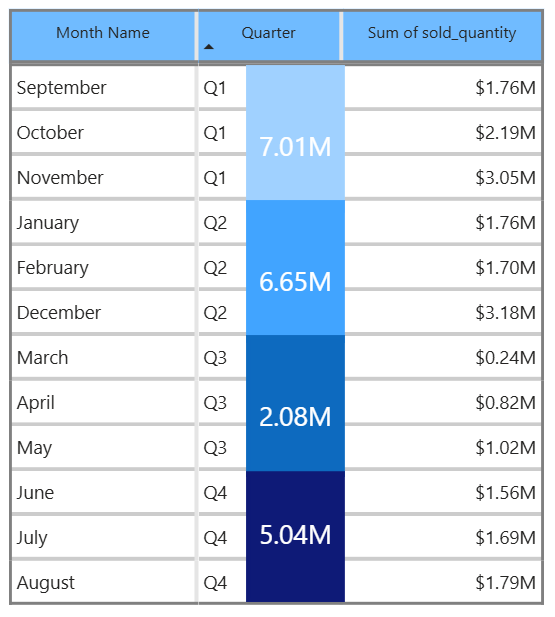 Month Name Quarter Sum of sold_quantity
September Q1 $1.76M
October Q1 $2.19M
7.01M
November Q1 $3.05M
January Q2 $1.76M
February Q2 $1.70M
6.65M
December Q2 $3.18M
March Q3 $0.24M
April Q3 $0.82M
2.08M
May Q3 $1.02M
June Q4 $1.56M
July Q4 5.04M $1.69M
August Q4 $1.79M